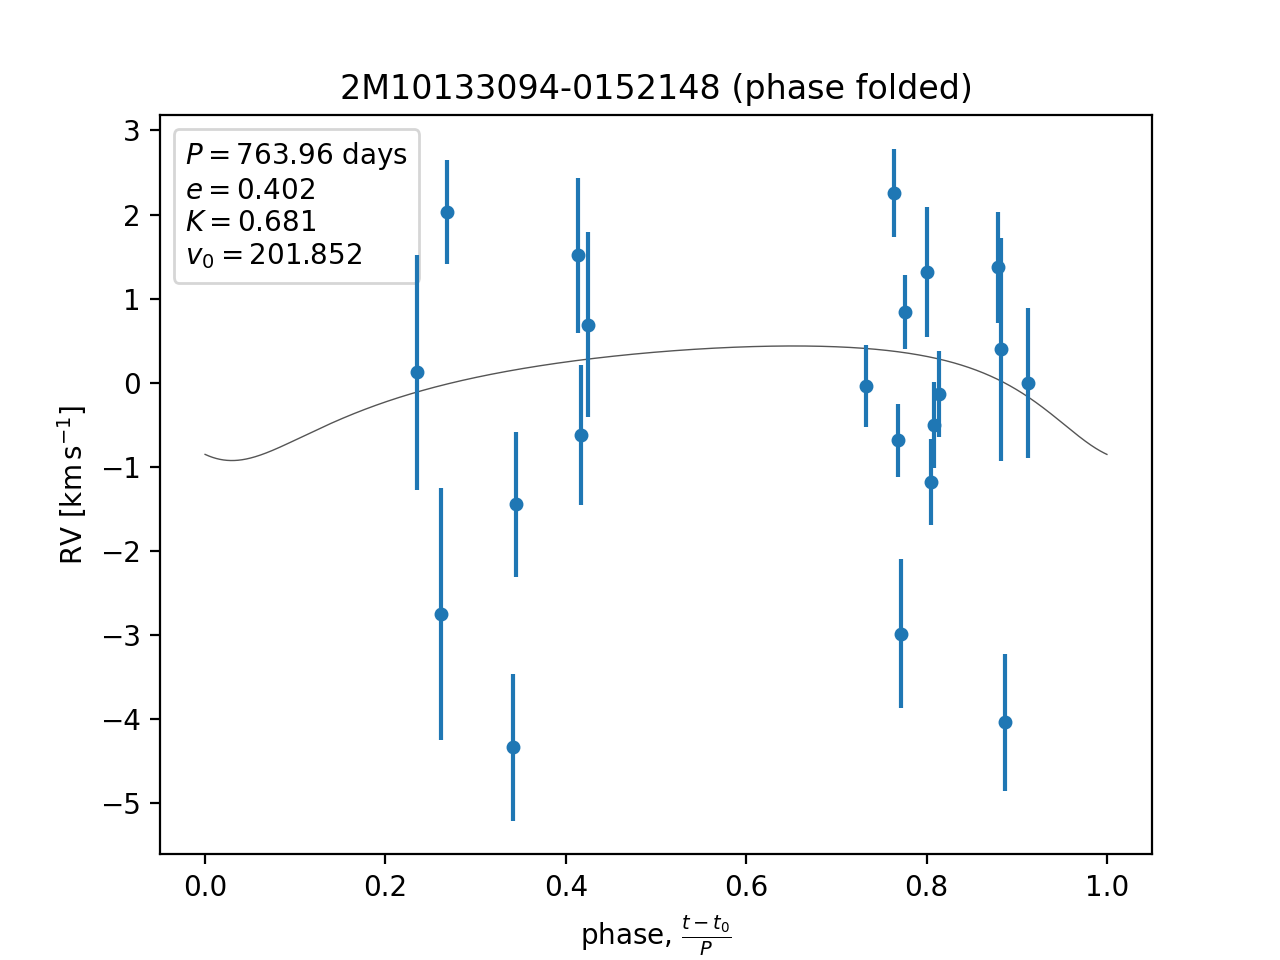 2M10133094-0152148 (phase folded)
P = 763.96 days
e = 0.402
K = 0.681
v₀ = 201.852
3
2
1
0
−1
−2
−3
−4
−5
RV [km s⁻¹]
0.0 0.2 0.4 0.6 0.8 1.0
phase, (t − t₀)/P